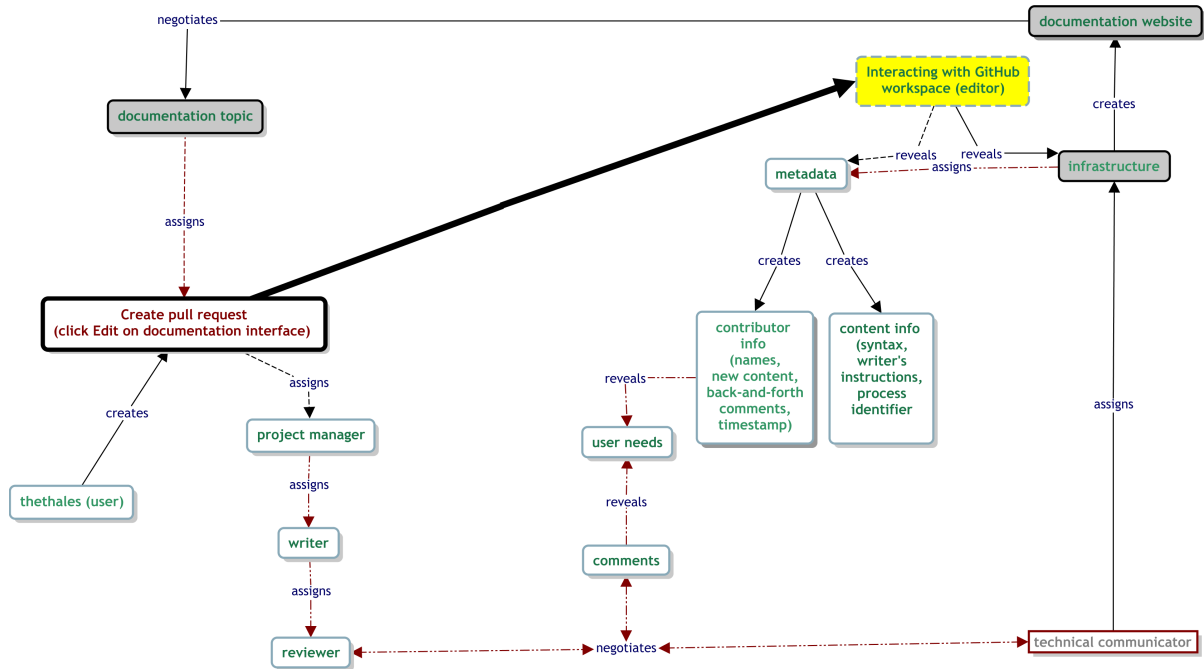 negotiates
documentation website
Interacting with GitHub
workspace (editor)
documentation topic
creates
reveals
reveals
assigns
infrastructure
metadata
assigns
creates
creates
Create pull request
(click Edit on documentation interface)
contributor
info
(names,
new content,
back-and-forth
comments,
timestamp)
content info
(syntax,
writer's
instructions,
process
identifier
assigns
reveals
creates
assigns
project manager
user needs
assigns
thethales (user)
reveals
writer
comments
assigns
reviewer
negotiates
technical communicator